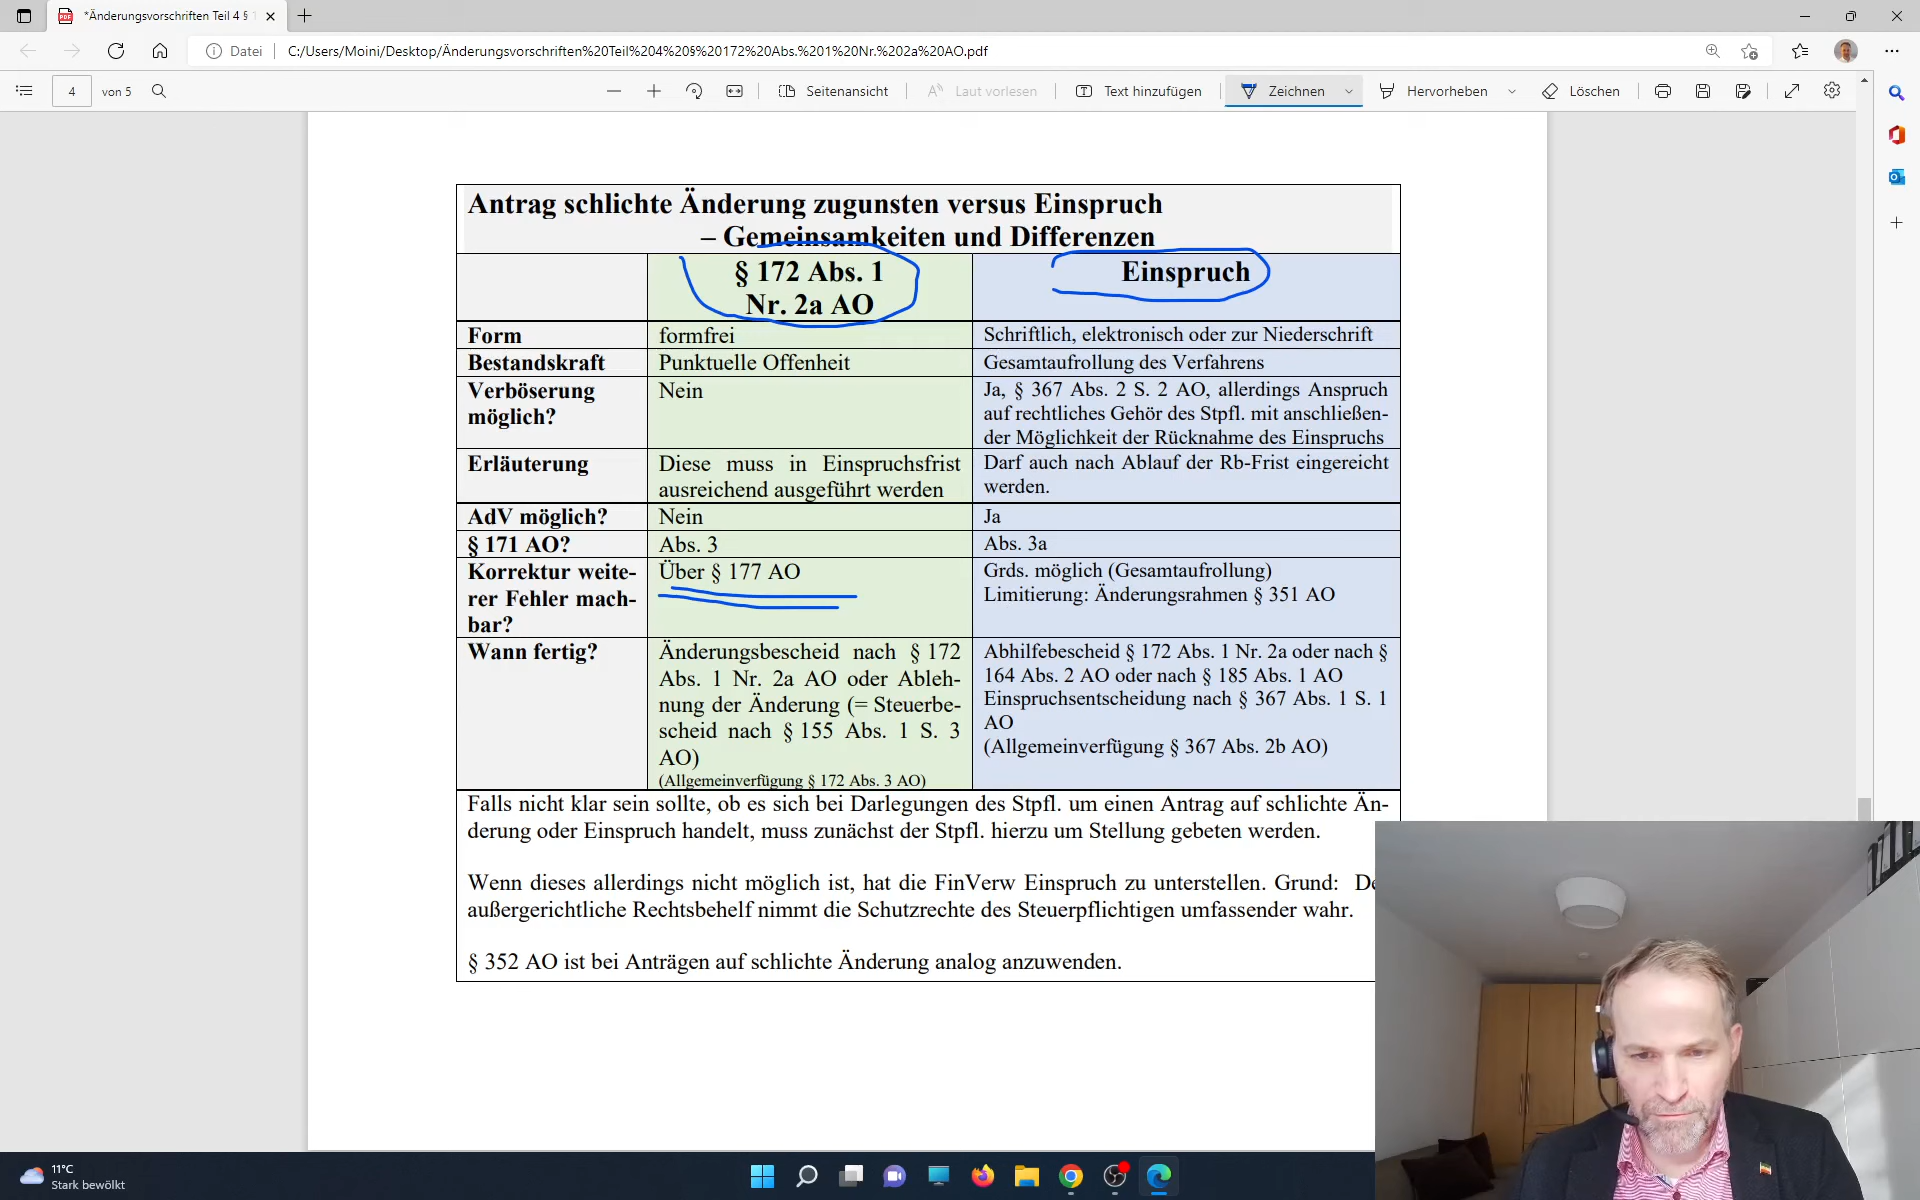 *Änderungsvorschriften Teil 4 §
Datei
C:/Users/Moini/Desktop/Änderungsvorschriften%20Teil%204%20§%20172%20Abs.%201%20Nr.%202a%20AO.pdf
4 von 5
Seitenansicht
Laut vorlesen
Text hinzufügen
Zeichnen
Hervorheben
Löschen
Antrag schlichte Änderung zugunsten versus Einspruch
– Gemeinsamkeiten und Differenzen
§ 172 Abs. 1
Nr. 2a AO
Einspruch
Form
formfrei
Schriftlich, elektronisch oder zur Niederschrift
Bestandskraft
Punktuelle Offenheit
Gesamtaufrollung des Verfahrens
Verböserung
möglich?
Nein
Ja, § 367 Abs. 2 S. 2 AO, allerdings Anspruch
auf rechtliches Gehör des Stpfl. mit anschließen-
der Möglichkeit der Rücknahme des Einspruchs
Erläuterung
Diese muss in Einspruchsfrist
ausreichend ausgeführt werden
Darf auch nach Ablauf der Rb-Frist eingereicht
werden.
AdV möglich?
Nein
Ja
§ 171 AO?
Abs. 3
Abs. 3a
Korrektur weite-
rer Fehler mach-
bar?
Über § 177 AO
Grds. möglich (Gesamtaufrollung)
Limitierung: Änderungsrahmen § 351 AO
Wann fertig?
Änderungsbescheid nach § 172
Abs. 1 Nr. 2a AO oder Ableh-
nung der Änderung (= Steuerbe-
scheid nach § 155 Abs. 1 S. 3
AO)
(Allgemeinverfügung § 172 Abs. 3 AO)
Abhilfebescheid § 172 Abs. 1 Nr. 2a oder nach §
164 Abs. 2 AO oder nach § 185 Abs. 1 AO
Einspruchsentscheidung nach § 367 Abs. 1 S. 1
AO
(Allgemeinverfügung § 367 Abs. 2b AO)
Falls nicht klar sein sollte, ob es sich bei Darlegungen des Stpfl. um einen Antrag auf schlichte Än-
derung oder Einspruch handelt, muss zunächst der Stpfl. hierzu um Stellung gebeten werden.
Wenn dieses allerdings nicht möglich ist, hat die FinVerw Einspruch zu unterstellen. Grund: De
außergerichtliche Rechtsbehelf nimmt die Schutzrechte des Steuerpflichtigen umfassender wahr.
§ 352 AO ist bei Anträgen auf schlichte Änderung analog anzuwenden.
11°C
Stark bewölkt